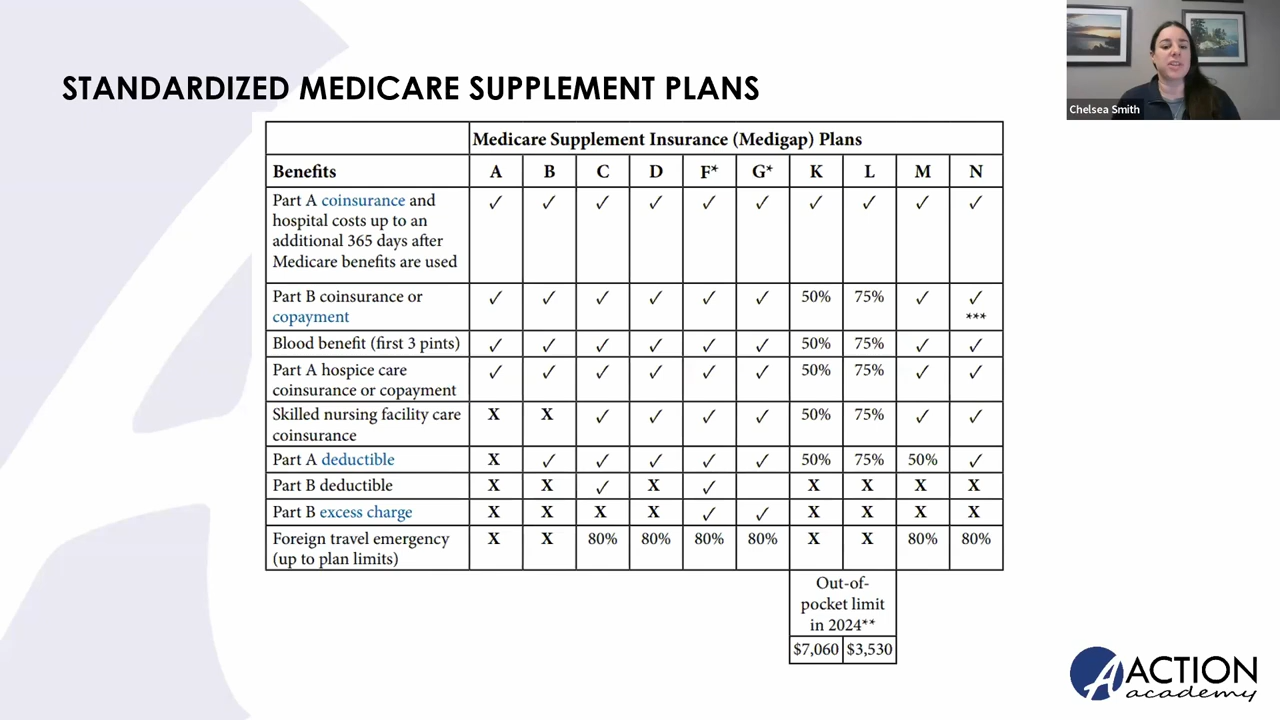 Chelsea Smith
STANDARDIZED MEDICARE SUPPLEMENT PLANS
Medicare Supplement Insurance (Medigap) Plans
Benefits A B C D F* G* K L M N
Part A coinsurance and ✓ ✓ ✓ ✓ ✓ ✓ ✓ ✓ ✓ ✓
hospital costs up to an
additional 365 days after
Medicare benefits are used
Part B coinsurance or ✓ ✓ ✓ ✓ ✓ ✓ 50% 75% ✓ ✓
copayment ***
Blood benefit (first 3 pints) ✓ ✓ ✓ ✓ ✓ ✓ 50% 75% ✓ ✓
Part A hospice care ✓ ✓ ✓ ✓ ✓ ✓ 50% 75% ✓ ✓
coinsurance or copayment
Skilled nursing facility care X X ✓ ✓ ✓ ✓ 50% 75% ✓ ✓
coinsurance
Part A deductible X ✓ ✓ ✓ ✓ ✓ 50% 75% 50% ✓
Part B deductible X X ✓ X ✓ X X X X
Part B excess charge X X X X ✓ ✓ X X X X
Foreign travel emergency X X 80% 80% 80% 80% X X 80% 80%
(up to plan limits)
Out-of-
pocket limit
in 2024**
$7,060 $3,530
A ACTION
academy